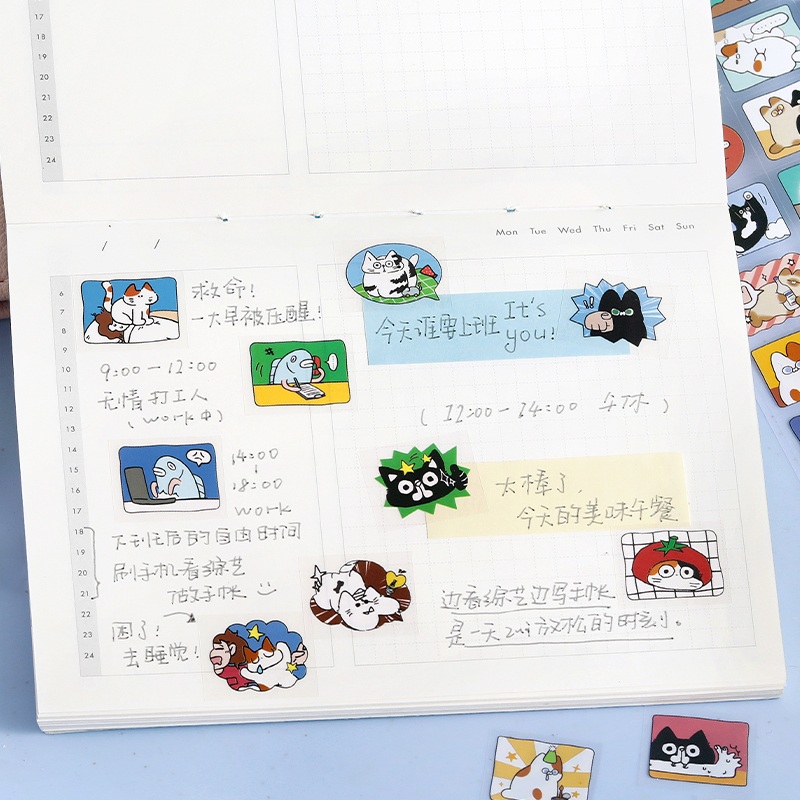 17
18
19
20
21
22
23
24
Mon Tue Wed Thu Fri Sat Sun
6
7
8
9
10
11
12
13
14
15
16
17
18
19
20
21
22
23
24
救命!
一大早被压醒!
9:00 — 12:00
无情打工人
(work中)
14:00
18:00
work
下班后的自由时间
刷手机看综艺
做手帐
困了!
去睡觉!
今天谁要上班 It's
you!
(12:00 — 14:00 午休)
太棒了,
今天的美味午餐
边看综艺边写手帐
是一天中放松的时刻。